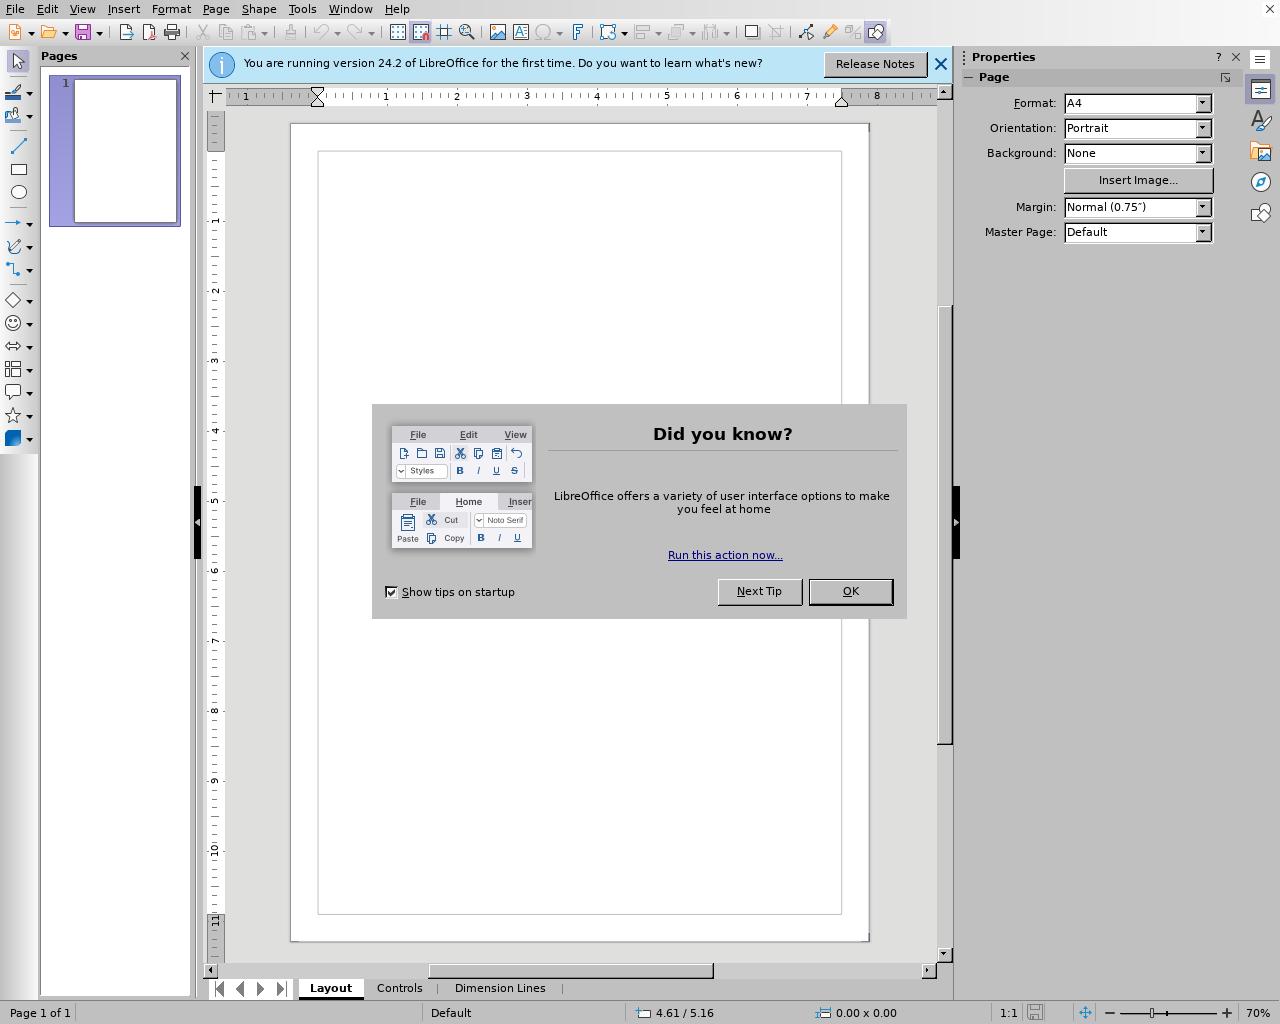 File Edit View Insert Format Page Shape Tools Window Help
Pages
1
You are running version 24.2 of LibreOffice for the first time. Do you want to learn what's new?
Release Notes
1 1 2 3 4 5 6 7 8
1
2
3
4
5
6
7
8
9
10
11
Properties
?
Page
Format: A4
Orientation: Portrait
Background: None
Insert Image...
Margin: Normal (0.75″)
Master Page: Default
File Edit View
Styles B I U S
File Home Inser
Cut Noto Serif
Paste Copy B I U
Did you know?
LibreOffice offers a variety of user interface options to make
you feel at home
Run this action now...
Show tips on startup
Next Tip
OK
Layout Controls Dimension Lines
Page 1 of 1 Default 4.61 / 5.16 0.00 x 0.00 1:1 70%